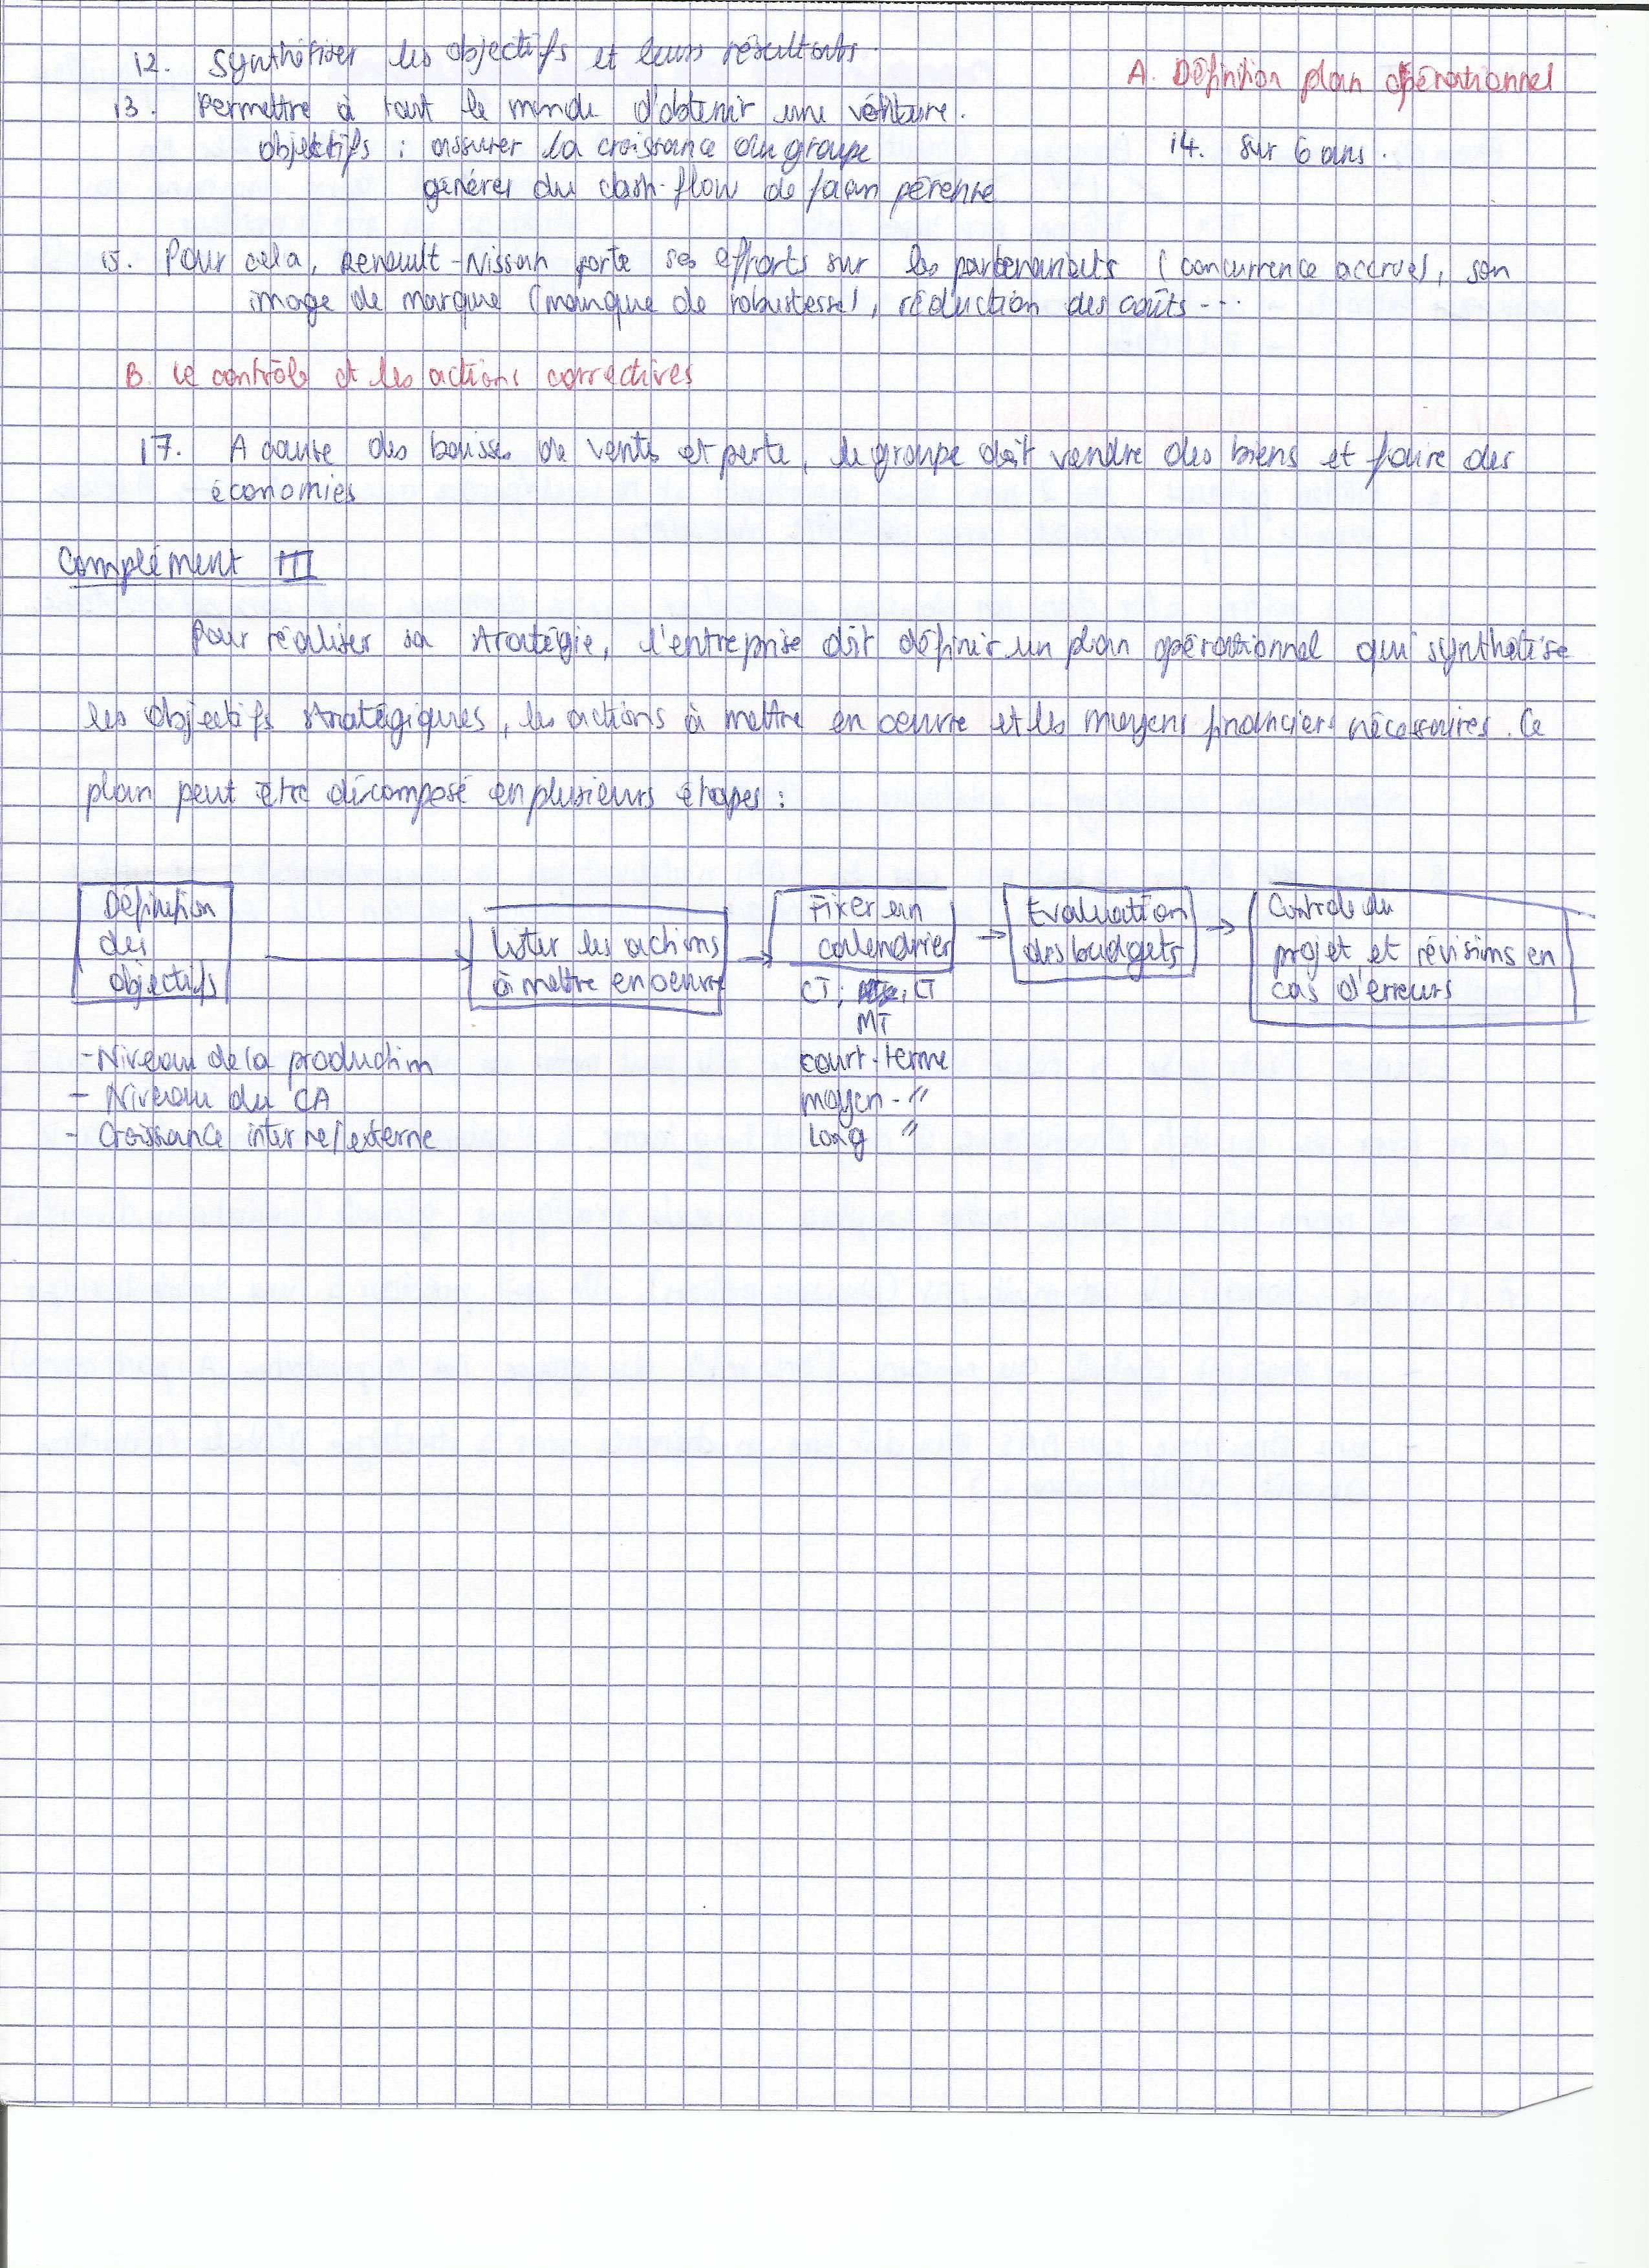 12. Synthétiser les objectifs et leurs résultats.
A. Définition plan opérationnel
13. Permettre à tout le monde d'obtenir une voiture.
objectifs : assurer la croissance du groupe
14. Sur 6 ans.
générer du cash-flow de façon pérenne
15. Pour cela, Renault-Nissan porte ses efforts sur les partenariats (concurrence accrue), son
image de marque (manque de robustesse), réduction des coûts ...
B. Le contrôle et les actions correctives
17. A cause des baisses de vents et perte, le groupe doit vendre des biens et faire des
économies
Complément III
Pour réaliser sa stratégie, l'entreprise doit définir un plan opérationnel qui synthétise
les objectifs stratégiques, les actions à mettre en oeuvre et les moyens financiers nécessaires. Ce
plan peut être décomposé en plusieurs étapes :
Définition
des
objectifs
lister les actions
à mettre en oeuvre
Fixer un
calendrier
Evaluation
des budgets
Controle du
projet et révisions en
cas d'erreurs
CT; LT
MT
- Niveau de la production
- Niveau du CA
- Croissance interne/externe
court-terme
moyen - "
Long "